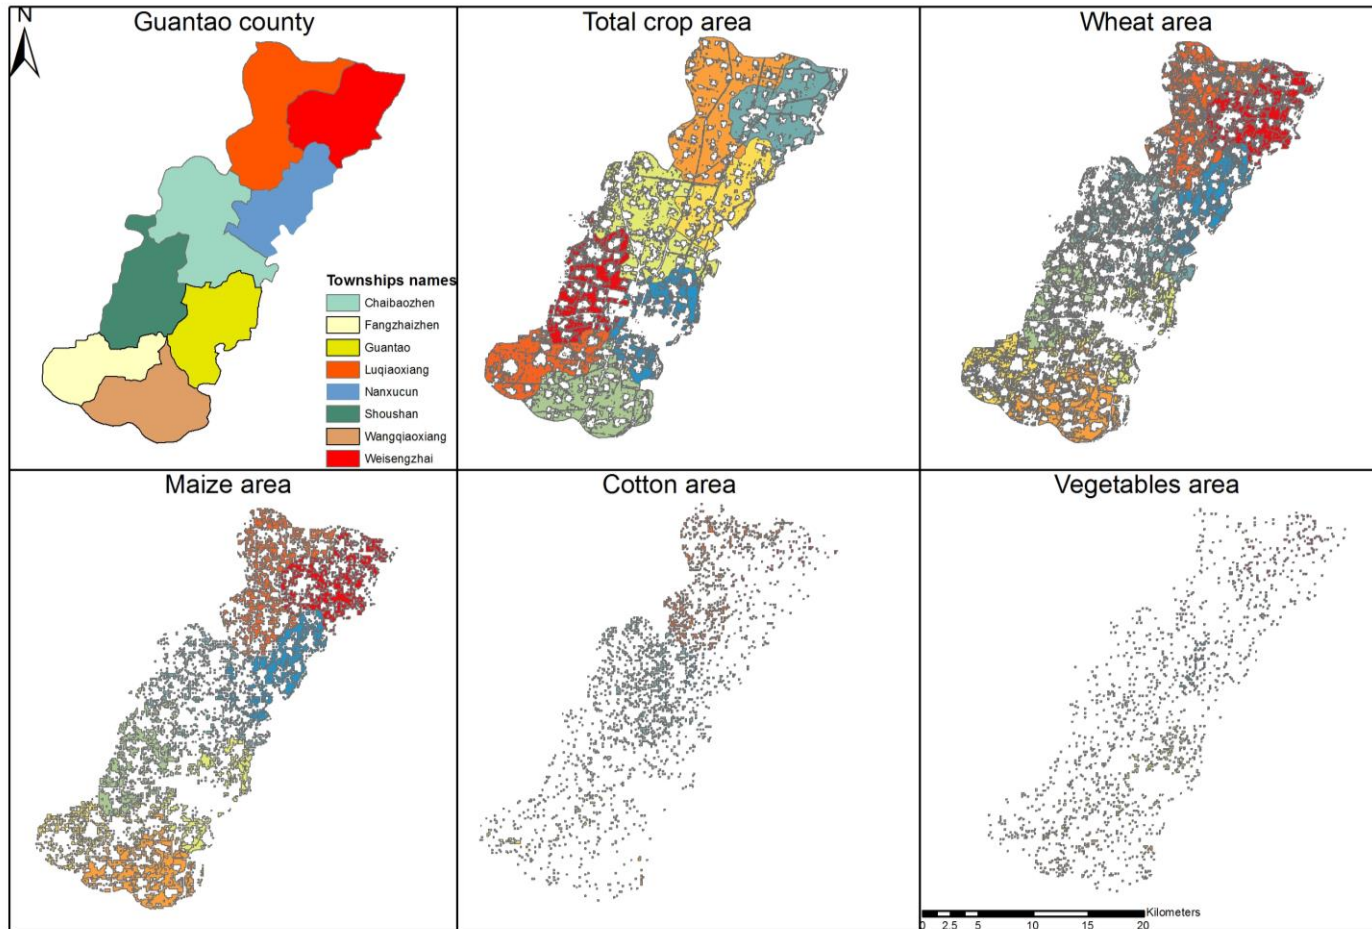 N
Guantao county
Total crop area
Wheat area
Townships names
Chaibaozhen
Fangzhaizhen
Guantao
Luqiaoxiang
Nanxucun
Shoushan
Wangqiaoxiang
Weisengzhai
Maize area
Cotton area
Vegetables area
Kilometers
0 2.5 5 10 20